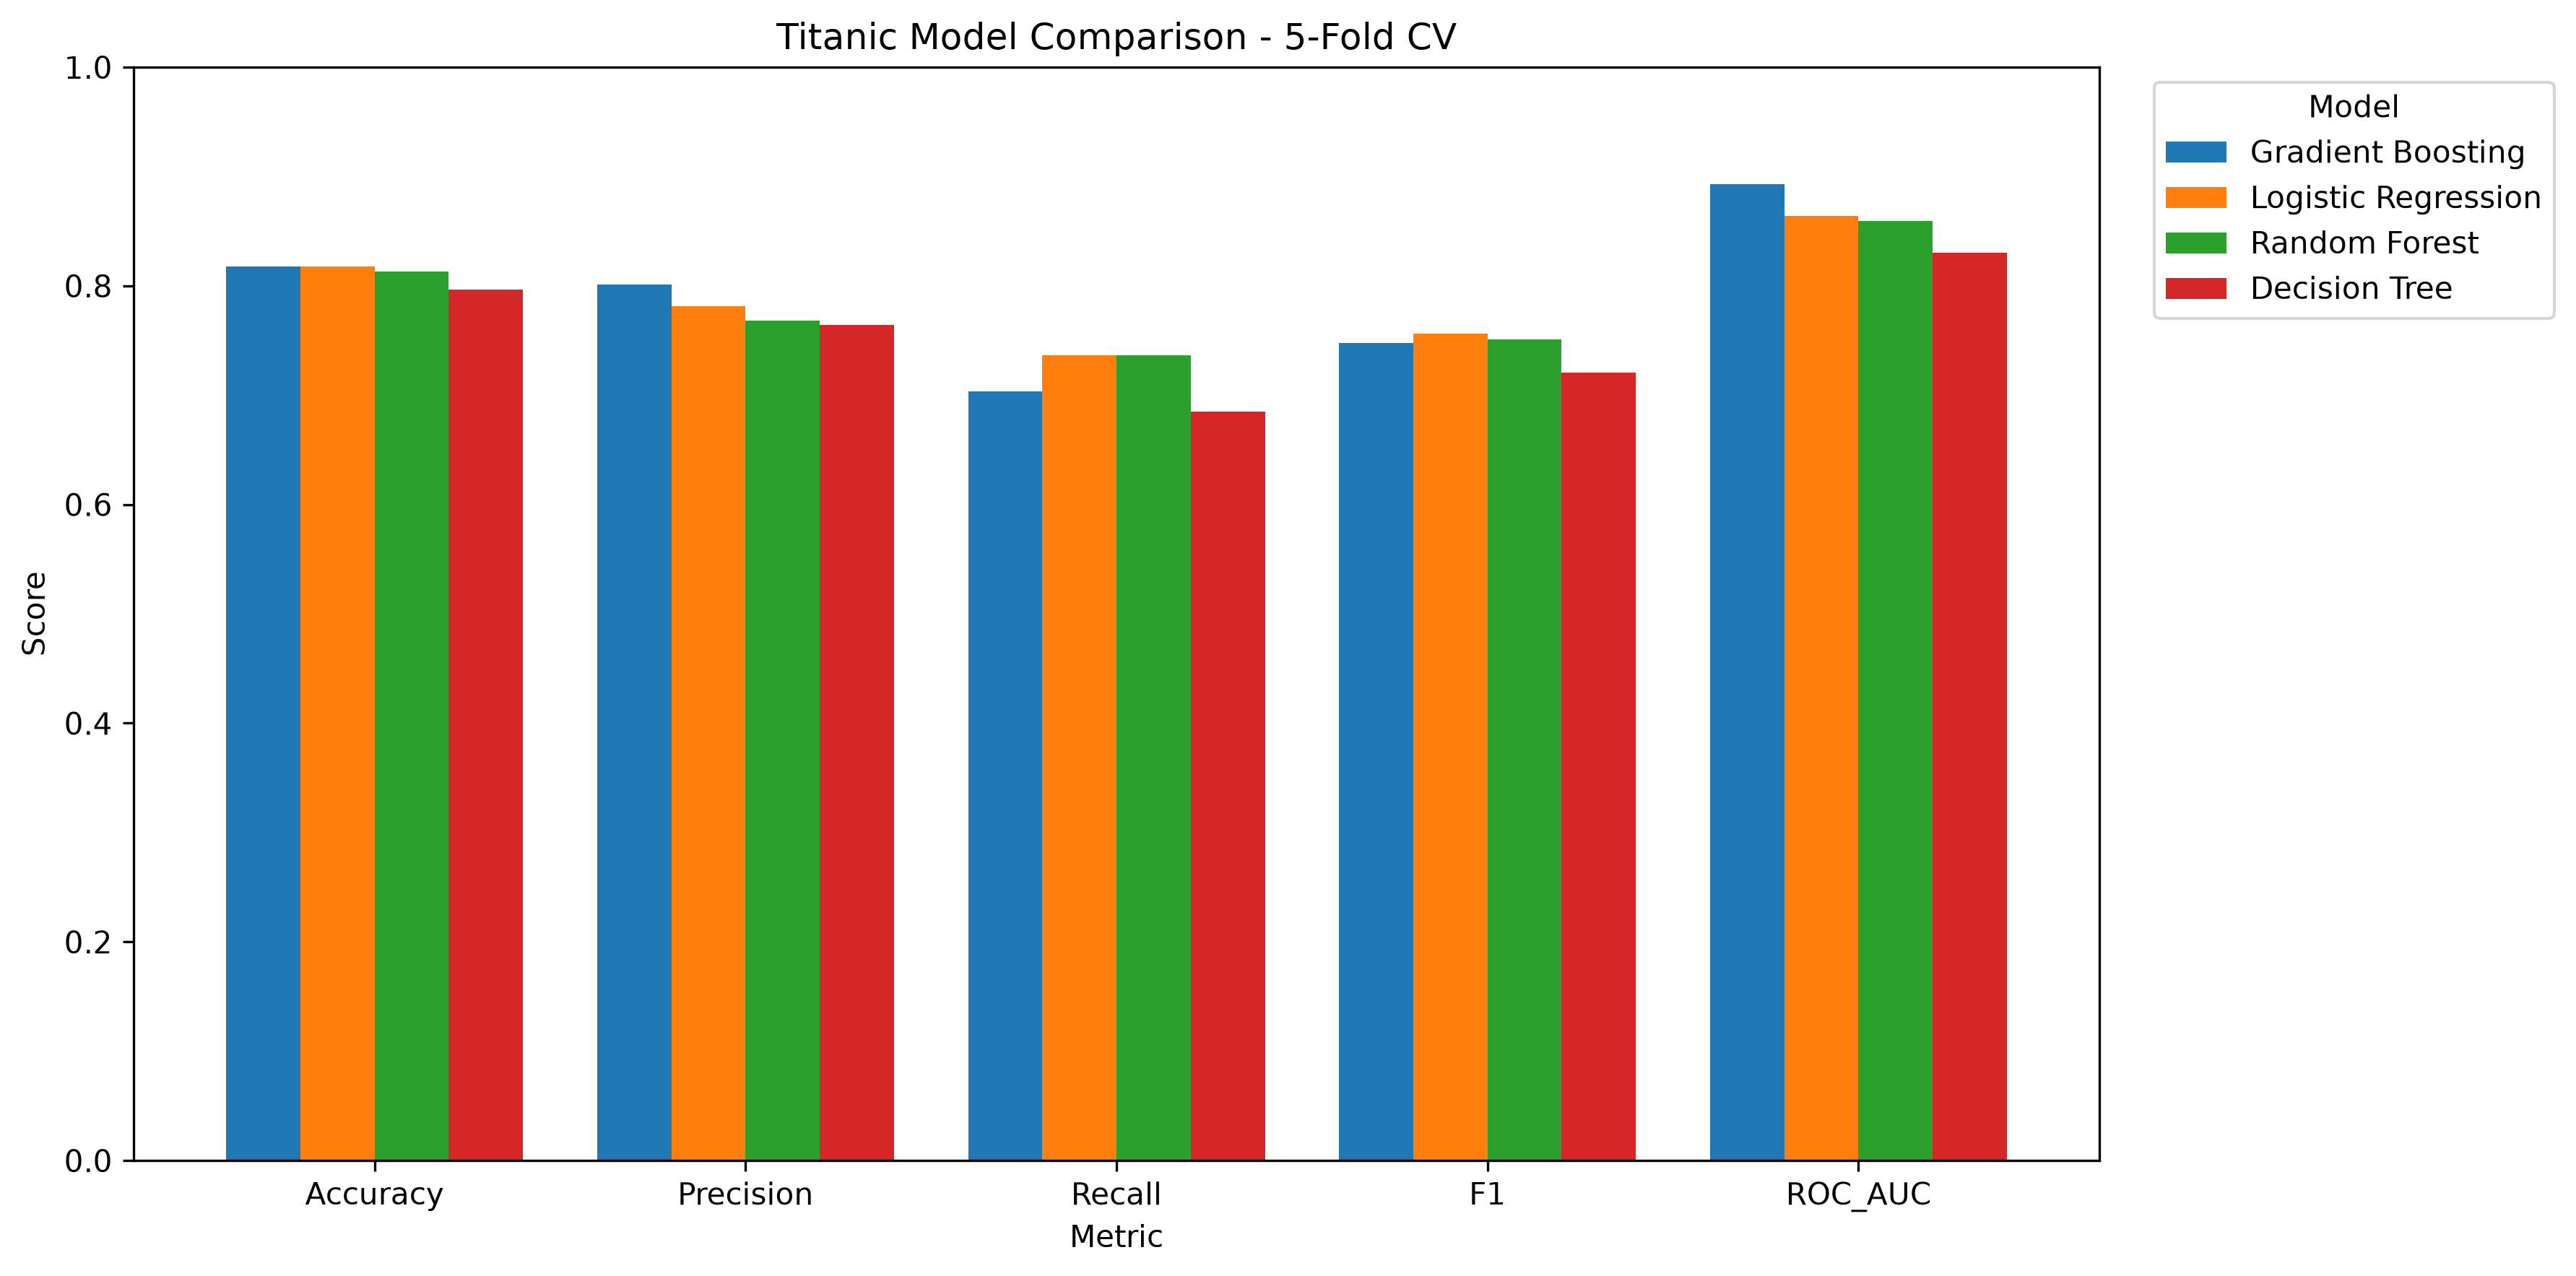 Titanic Model Comparison - 5-Fold CV
1.0
0.8
0.6
0.4
0.2
0.0
Score
Accuracy
Precision
Recall
F1
ROC_AUC
Metric
Model
Gradient Boosting
Logistic Regression
Random Forest
Decision Tree